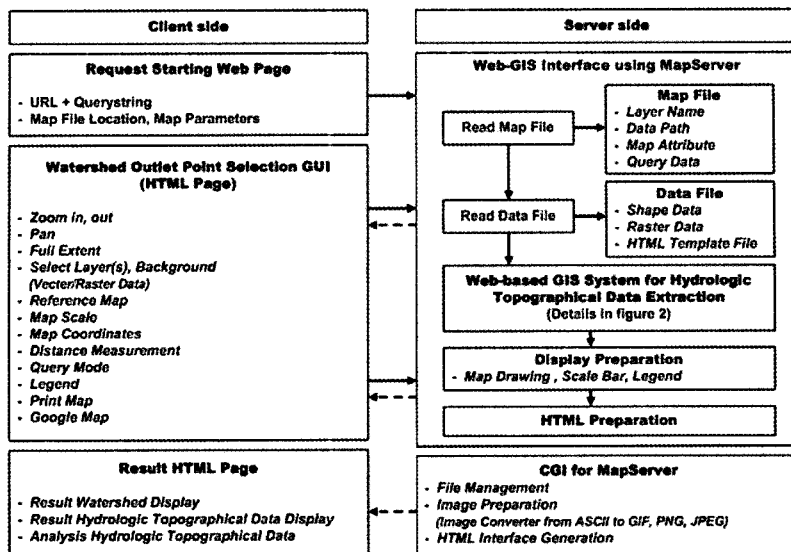 Client side
Request Starting Web Page
- URL + Querystring
- Map File Location, Map Parameters
Watershed Outlet Point Selection GUI
(HTML Page)
- Zoom in, out
- Pan
- Full Extent
- Select Layer(s), Background
(Vecter/Raster Data)
- Reference Map
- Map Scale
- Map Coordinates
- Distance Measurement
- Query Mode
- Legend
- Print Map
- Google Map
Result HTML Page
- Result Watershed Display
- Result Hydrologic Topographical Data Display
- Analysis Hydrologic Topographical Data
Server side
Web-GIS Interface using MapServer
Read Map File
Map File
- Layer Name
- Data Path
- Map Attribute
- Query Data
Read Data File
Data File
- Shape Data
- Raster Data
- HTML Template File
Web-based GIS System for Hydrologic
Topographical Data Extraction
(Details in figure 2)
Display Preparation
- Map Drawing , Scale Bar, Legend
HTML Preparation
CGI for MapServer
- File Management
- Image Preparation
(Image Converter from ASCII to GIF, PNG, JPEG)
- HTML Interface Generation